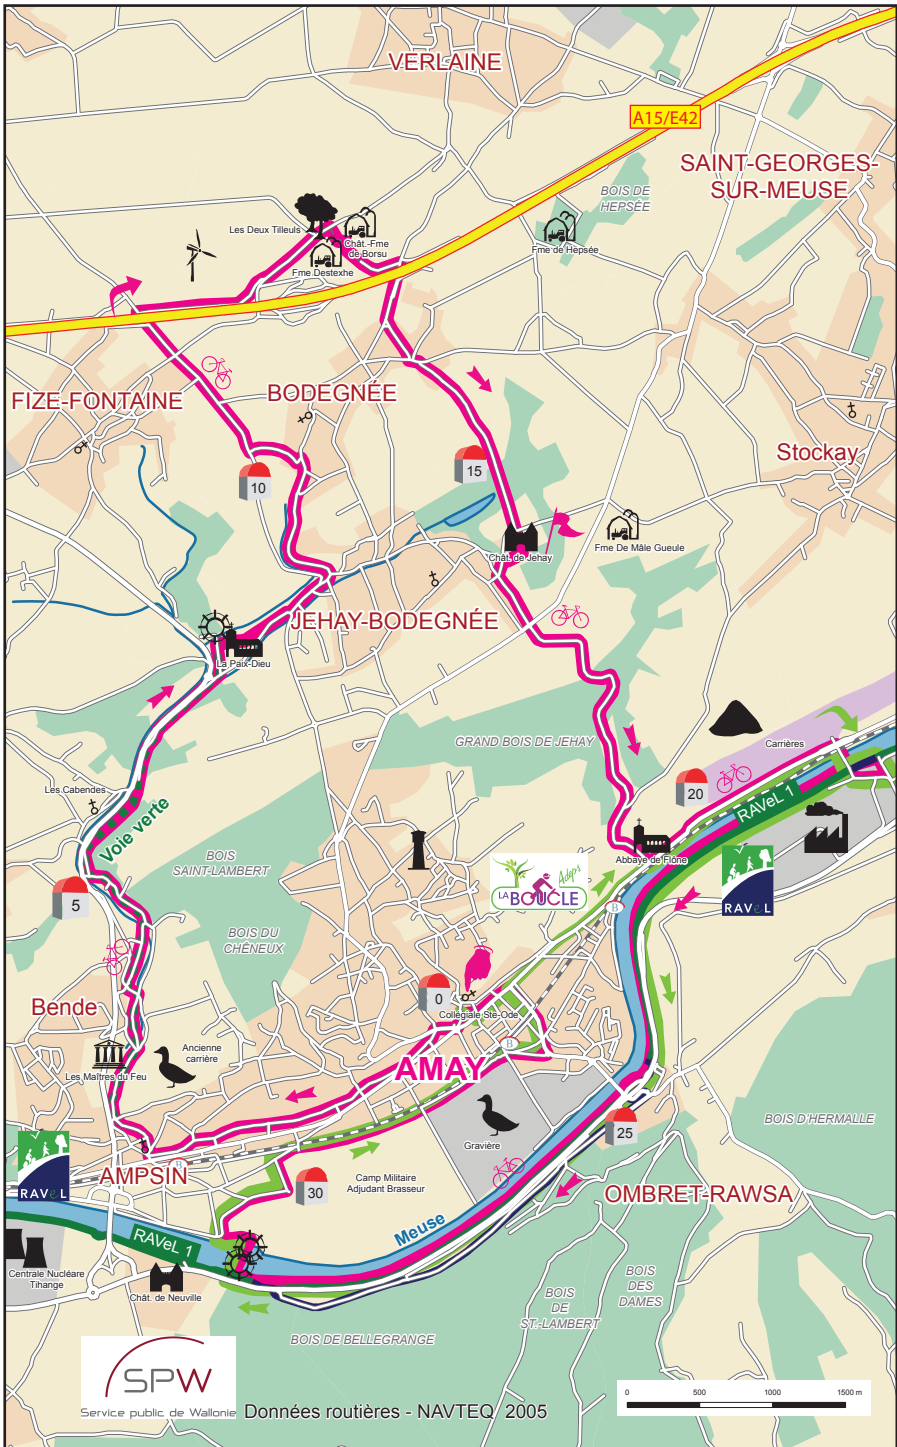 VERLAINE
A15/E42
SAINT-GEORGES-
SUR-MEUSE
BOIS DE
HEPSÉE
Les Deux Tilleuls
Chât.-Fme
de Borsu
Fme de Hepsée
Fme Destexhe
FIZE-FONTAINE
BODEGNÉE
Stockay
10
15
Fme De Mâle Gueule
Chât. de Jehay
JEHAY-BODEGNÉE
La Paix-Dieu
GRAND BOIS DE JEHAY
Carrières
Les Cabendes
20
RAVeL 1
Voie verte
BOIS
SAINT-LAMBERT
Abbaye de Flône
Adeps
LA
BOUCLE
RAVeL
5
B
BOIS DU
CHÊNEUX
0
Bende
Collégiale Ste-Ode
Ancienne
carrière
B
AMAY
Les Maîtres du Feu
BOIS D'HERMALLE
25
Gravière
B
AMPSIN
RAVeL
Camp Militaire
Adjudant Brasseur
30
OMBRET-RAWSA
Meuse
RAVeL 1
Centrale Nucléare
Tihange
Chât. de Neuville
BOIS
DES
DAMES
BOIS
DE
ST.-LAMBERT
BOIS DE BELLEGRANGE
SPW
Service public de Wallonie
Données routières - NAVTEQ 2005
0 500 1000 1500 m